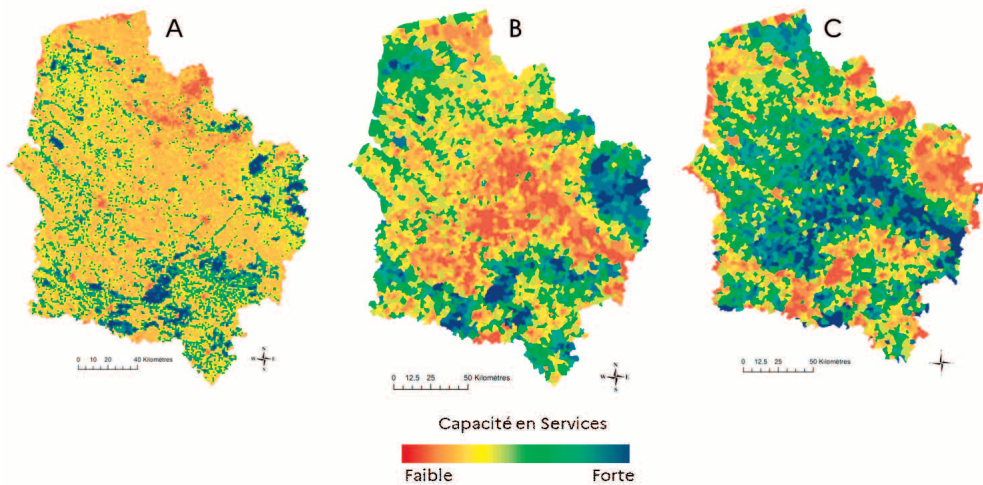 A
B
C
0 10 20 40 Kilomètres
N
W E
S
0 12.5 25 50 Kilomètres
N
W E
S
0 12.5 25 50 Kilomètres
Capacité en Services
Faible Forte